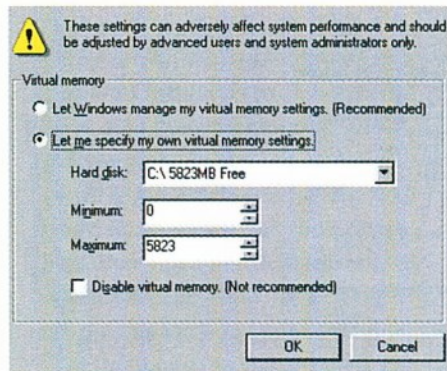 These settings can adversely affect system performance and should
be adjusted by advanced users and system administrators only.
Virtual memory
Let Windows manage my virtual memory settings. (Recommended)
Let me specify my own virtual memory settings.
Hard disk: C:\ 5823MB Free
Minimum: 0
Maximum: 5823
Disable virtual memory. (Not recommended)
OK Cancel